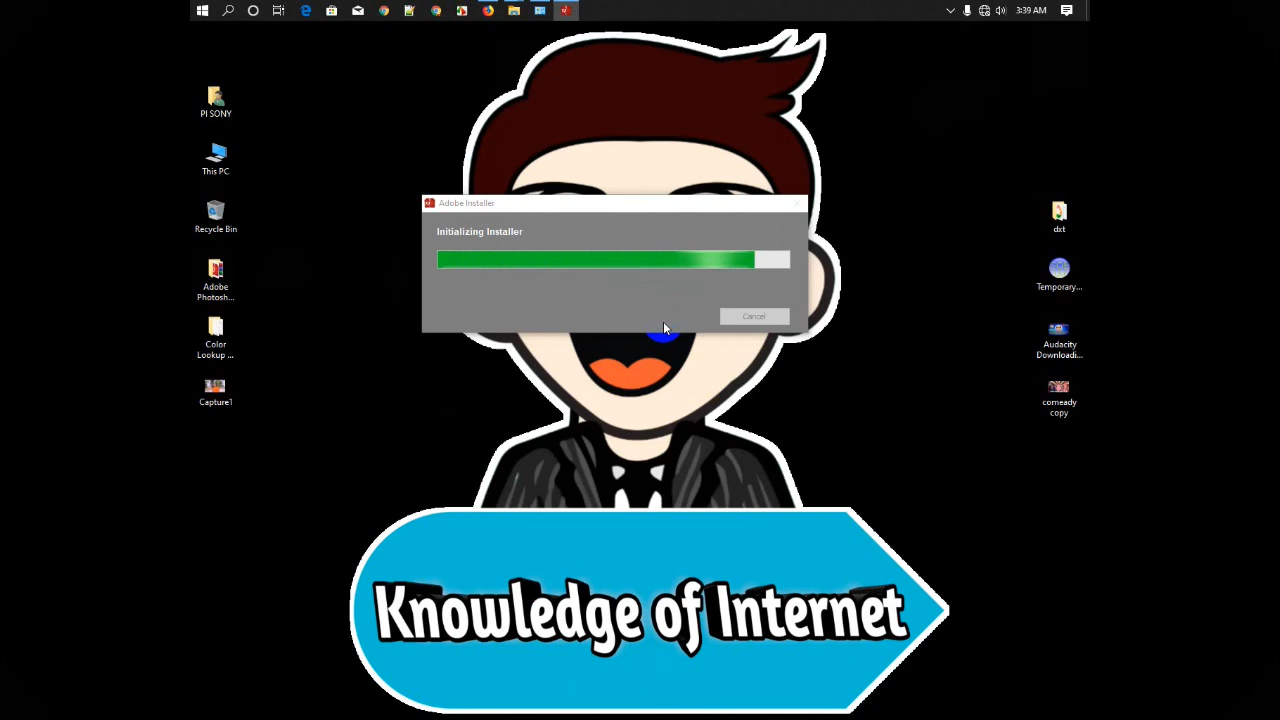 3:39 AM
PI SONY
This PC
Recycle Bin
Adobe
Photosh...
Color
Lookup ...
Capture1
Adobe Installer
Initializing Installer
Cancel
dxt
Temporary...
Audacity
Downloadi...
comeady
copy
Knowledge of Internet